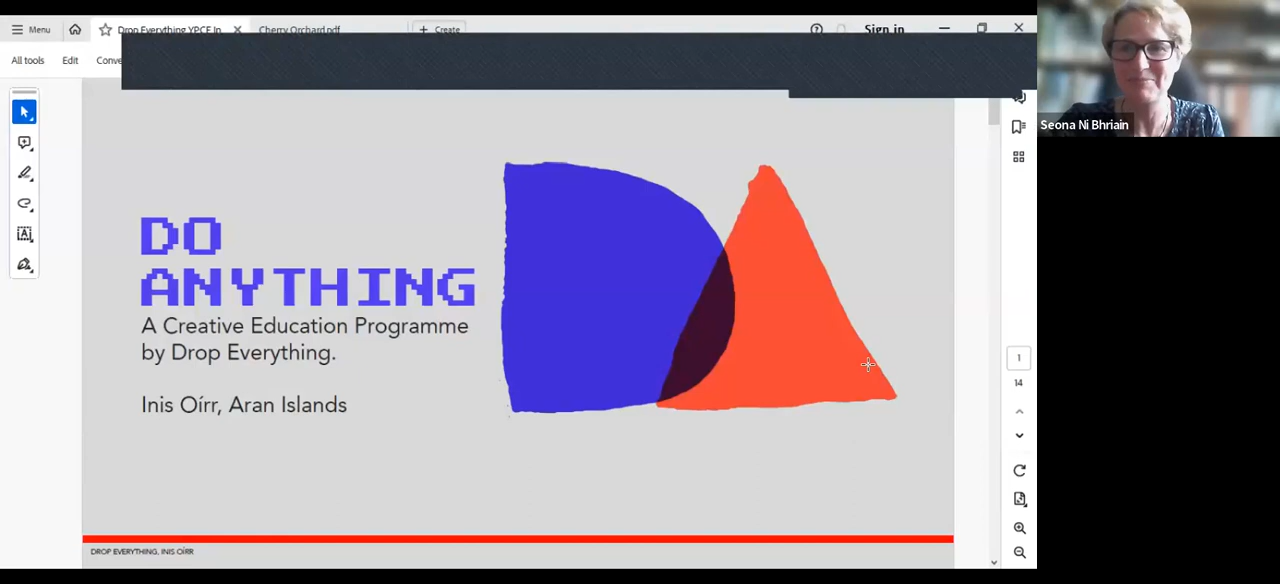 Menu
Drop Everything YPCE In
Cherry Orchard.pdf
Create
Sign in
All tools
Edit
Conve
Seona Ni Bhriain
DO
ANYTHING
A Creative Education Programme
by Drop Everything.
Inis Oírr, Aran Islands
1
14
DROP EVERYTHING, INIS OÍRR